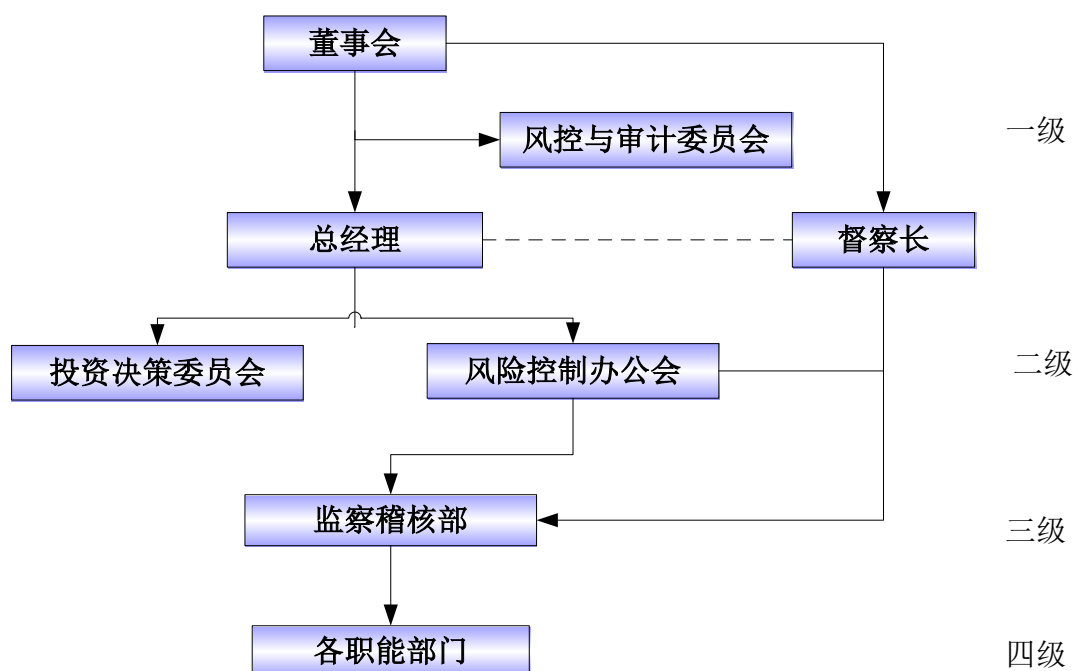 董事会
风控与审计委员会
一级
总经理
督察长
投资决策委员会
风险控制办公会
二级
监察稽核部
三级
各职能部门
四级